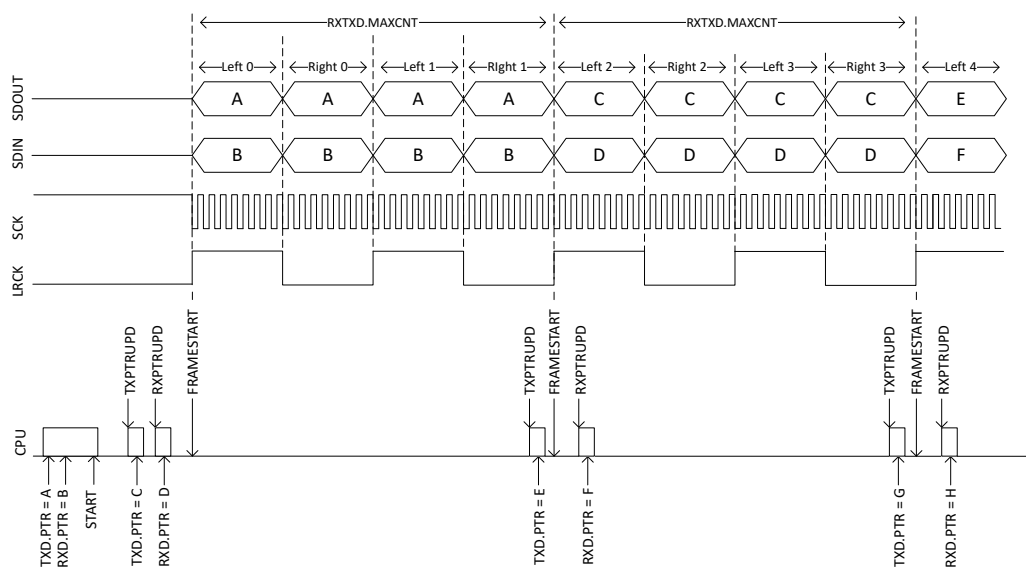 RXTXD.MAXCNT RXTXD.MAXCNT
Left 0 Right 0 Left 1 RIght 1 Left 2 Right 2 Left 3 Right 3 Left 4
SDOUT A A A A C C C C E
SDIN B B B B D D D D F
SCK
LRCK
TXPTRUPD RXPTRUPD FRAMESTART TXPTRUPD FRAMESTART RXPTRUPD TXPTRUPD FRAMESTART RXPTRUPD
CPU
TXD.PTR = A RXD.PTR = B START TXD.PTR = C RXD.PTR = D TXD.PTR = E RXD.PTR = F TXD.PTR = G RXD.PTR = H